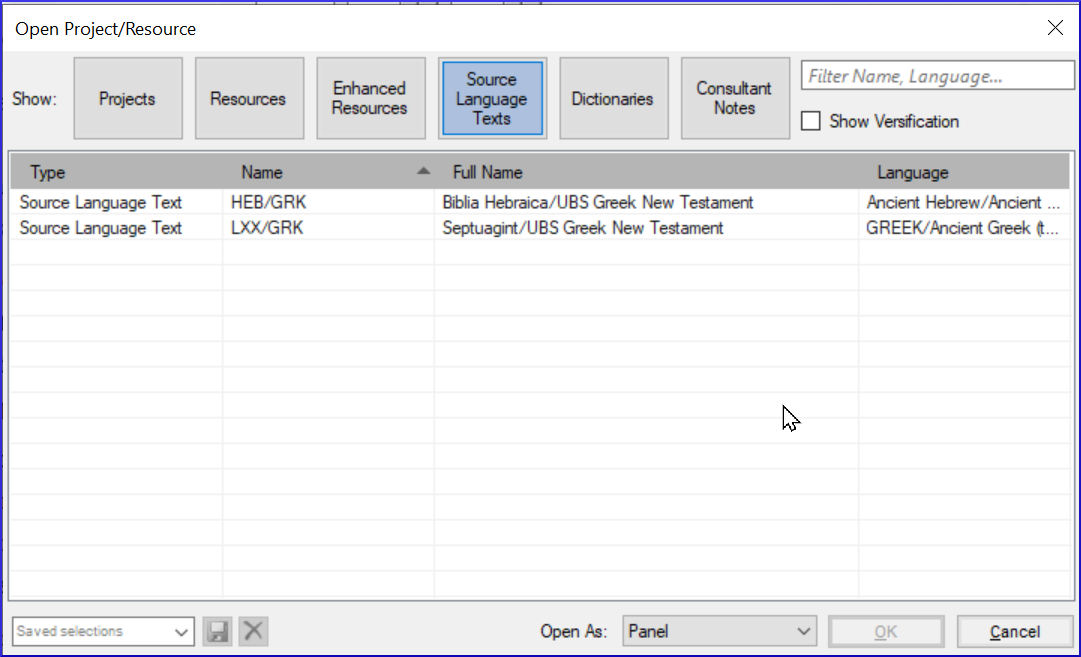 Open Project/Resource
Show:
Projects
Resources
Enhanced
Resources
Source
Language
Texts
Dictionaries
Consultant
Notes
Filter Name, Language...
Show Versification
Type Name Full Name Language
Source Language Text HEB/GRK Biblia Hebraica/UBS Greek New Testament Ancient Hebrew/Ancient ...
Source Language Text LXX/GRK Septuagint/UBS Greek New Testament GREEK/Ancient Greek (t...
Saved selections
Open As: Panel OK Cancel